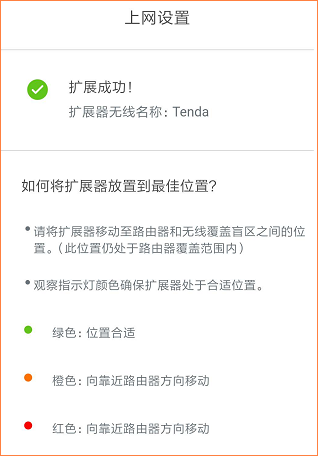 上网设置
扩展成功！
扩展器无线名称：Tenda
如何将扩展器放置到最佳位置？
请将扩展器移动至路由器和无线覆盖盲区之间的位
置。（此位置仍处于路由器覆盖范围内）
观察指示灯颜色确保扩展器处于合适位置。
绿色：位置合适
橙色：向靠近路由器方向移动
红色：向靠近路由器方向移动